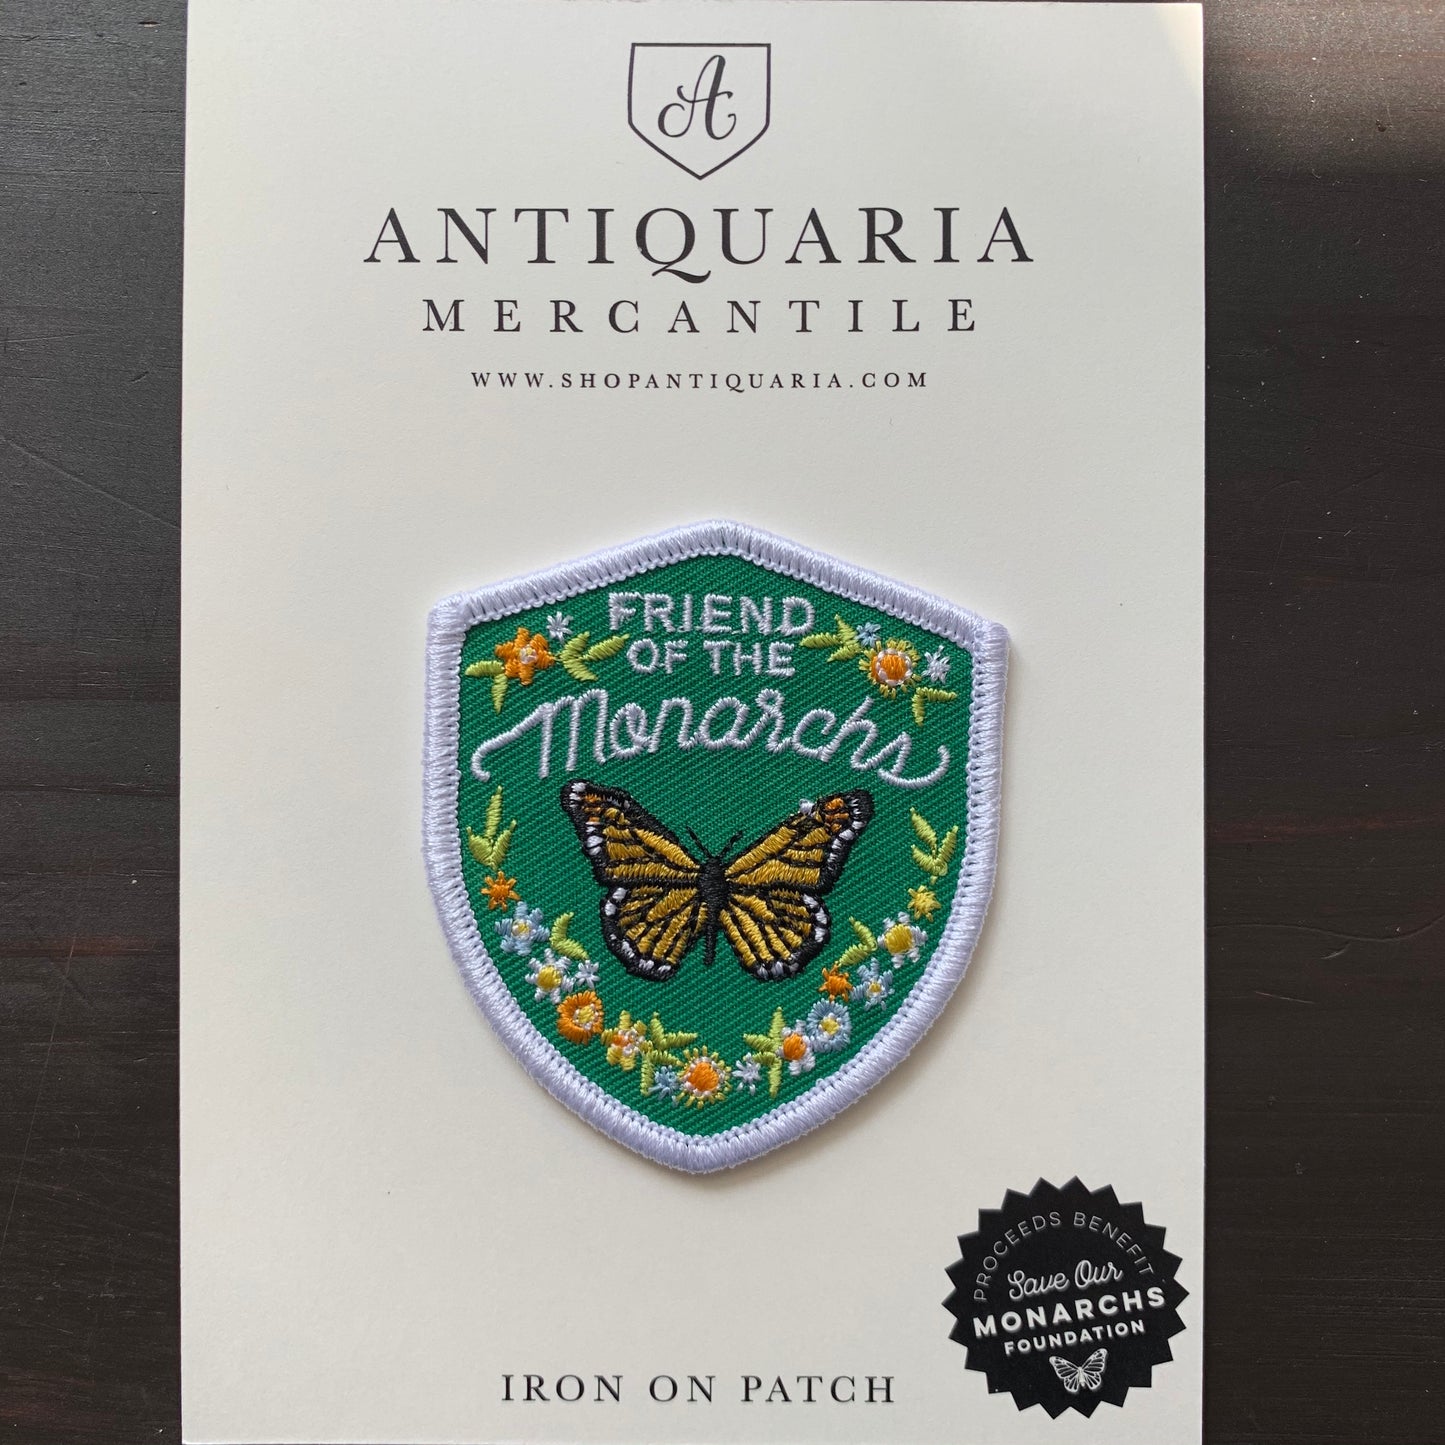 A
ANTIQUARIA
MERCANTILE
WWW.SHOPANTIQUARIA.COM
FRIEND
OF THE
Monarchs
PROCEEDS BENEFIT
Save Our
MONARCHS
FOUNDATION
IRON ON PATCH